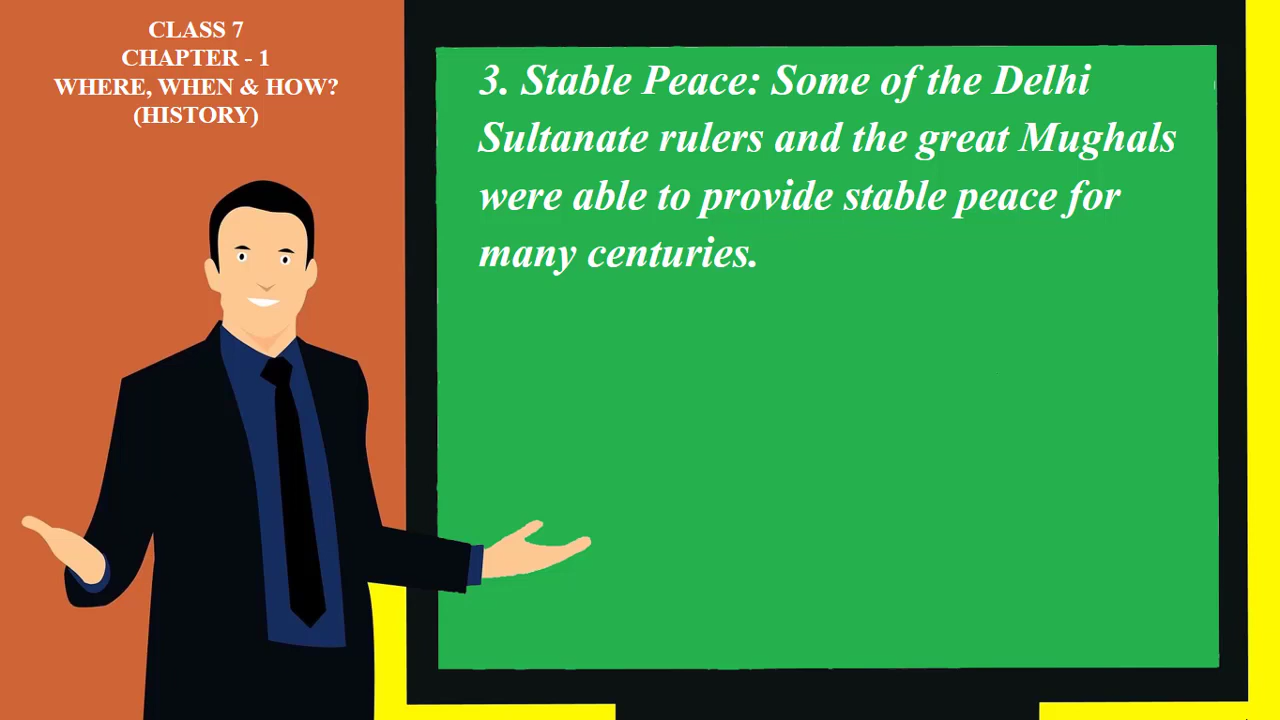 CLASS 7
CHAPTER - 1
WHERE, WHEN & HOW?
(HISTORY)
3. Stable Peace: Some of the Delhi
Sultanate rulers and the great Mughals
were able to provide stable peace for
many centuries.